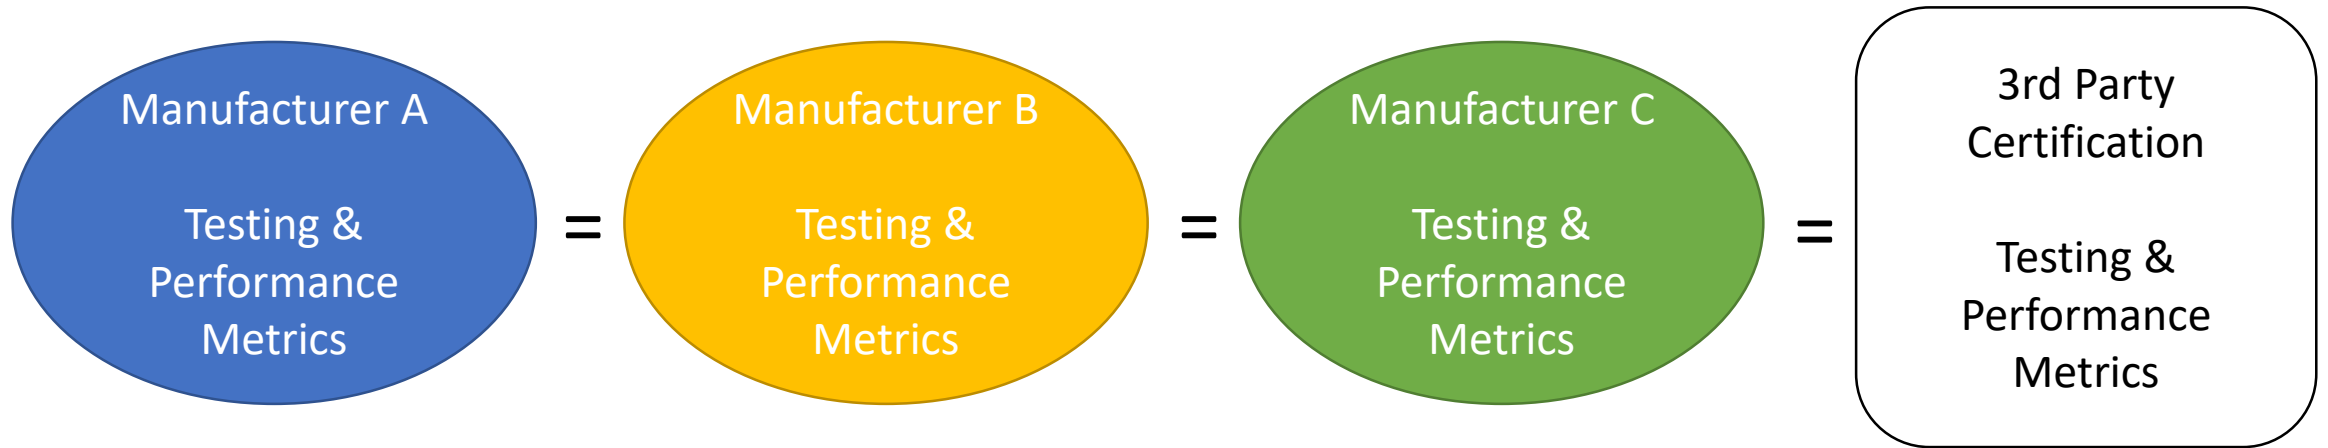 Manufacturer A
Testing &
Performance
Metrics
=
Manufacturer B
Testing &
Performance
Metrics
=
Manufacturer C
Testing &
Performance
Metrics
=
3rd Party
Certification
Testing &
Performance
Metrics